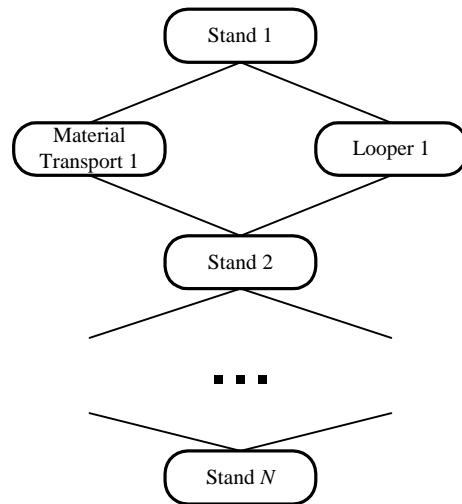 Stand 1
Material
Transport 1
Looper 1
Stand 2
...
Stand N